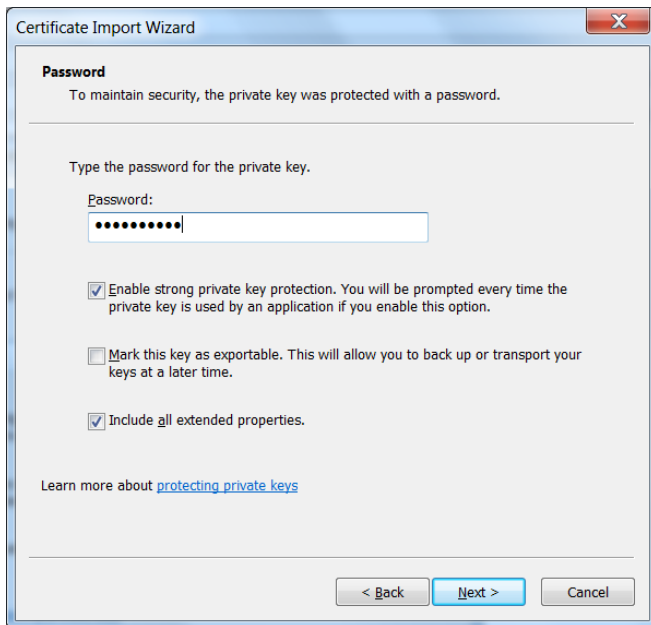 Certificate Import Wizard
Password
To maintain security, the private key was protected with a password.
Type the password for the private key.
Password:
••••••••••
Enable strong private key protection. You will be prompted every time the
private key is used by an application if you enable this option.
Mark this key as exportable. This will allow you to back up or transport your
keys at a later time.
Include all extended properties.
Learn more about protecting private keys
< Back Next > Cancel